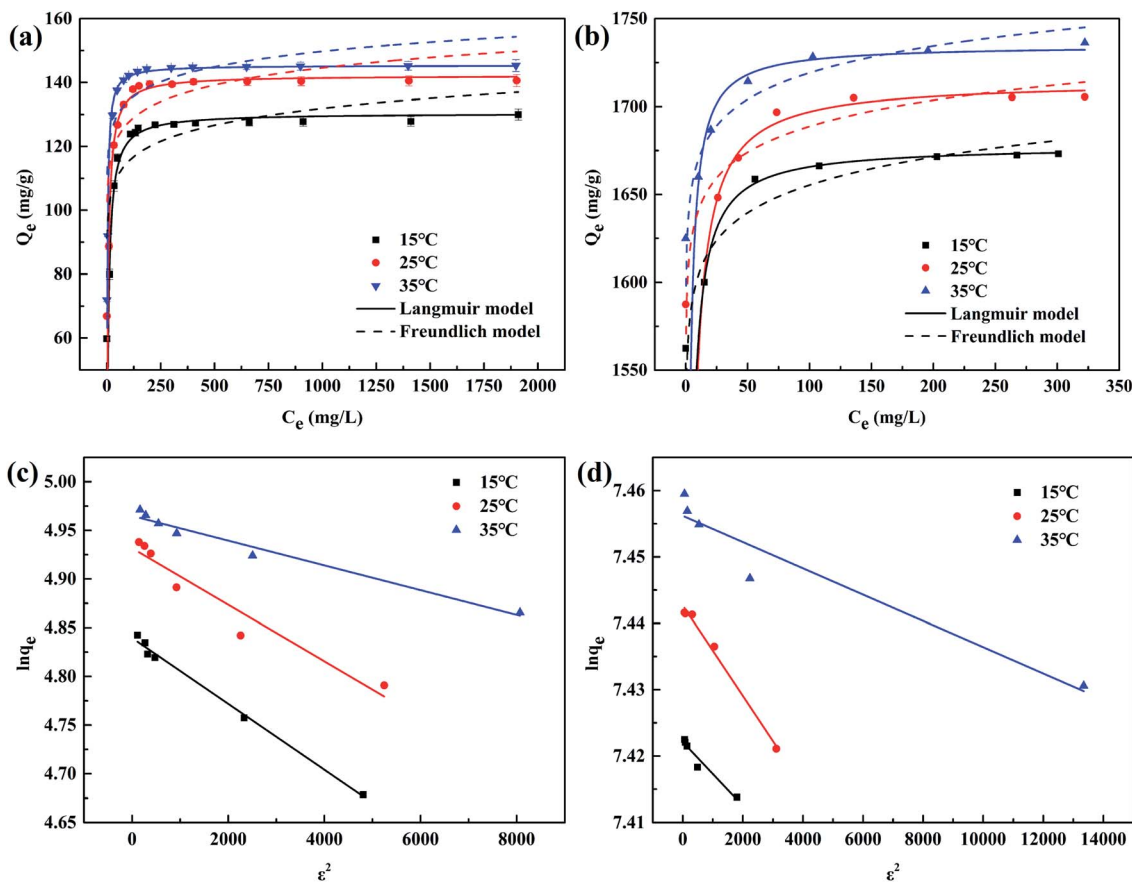 (a)
160
140
120
100
80
60
Qe (mg/g)
15°C
25°C
35°C
Langmuir model
Freundlich model
0 250 500 750 1000 1250 1500 1750 2000
Ce (mg/L)
(b)
1750
1700
1650
1600
1550
Qe (mg/g)
15°C
25°C
35°C
Langmuir model
Freundlich model
0 50 100 150 200 250 300 350
Ce (mg/L)
(c)
5.00
4.95
4.90
4.85
4.80
4.75
4.70
4.65
lnqe
15°C
25°C
35°C
0 2000 4000 6000 8000
ε²
(d)
7.46
7.45
7.44
7.43
7.42
7.41
lnqe
15°C
25°C
35°C
0 2000 4000 6000 8000 10000 12000 14000
ε²